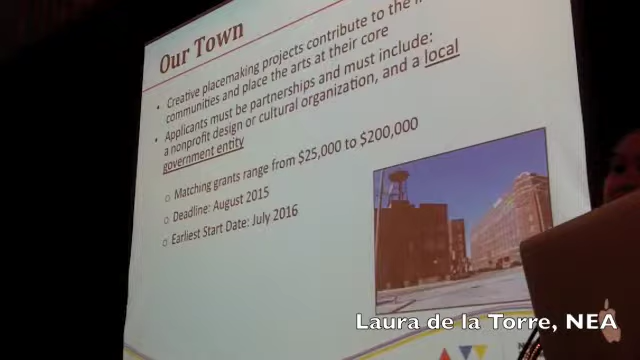 Our Town
• Creative placemaking projects contribute to the
communities and place the arts at their core
• Applicants must be partnerships and must include:
a nonprofit design or cultural organization, and a local
government entity
o Matching grants range from $25,000 to $200,000
o Deadline: August 2015
o Earliest Start Date: July 2016
Laura de la Torre, NEA